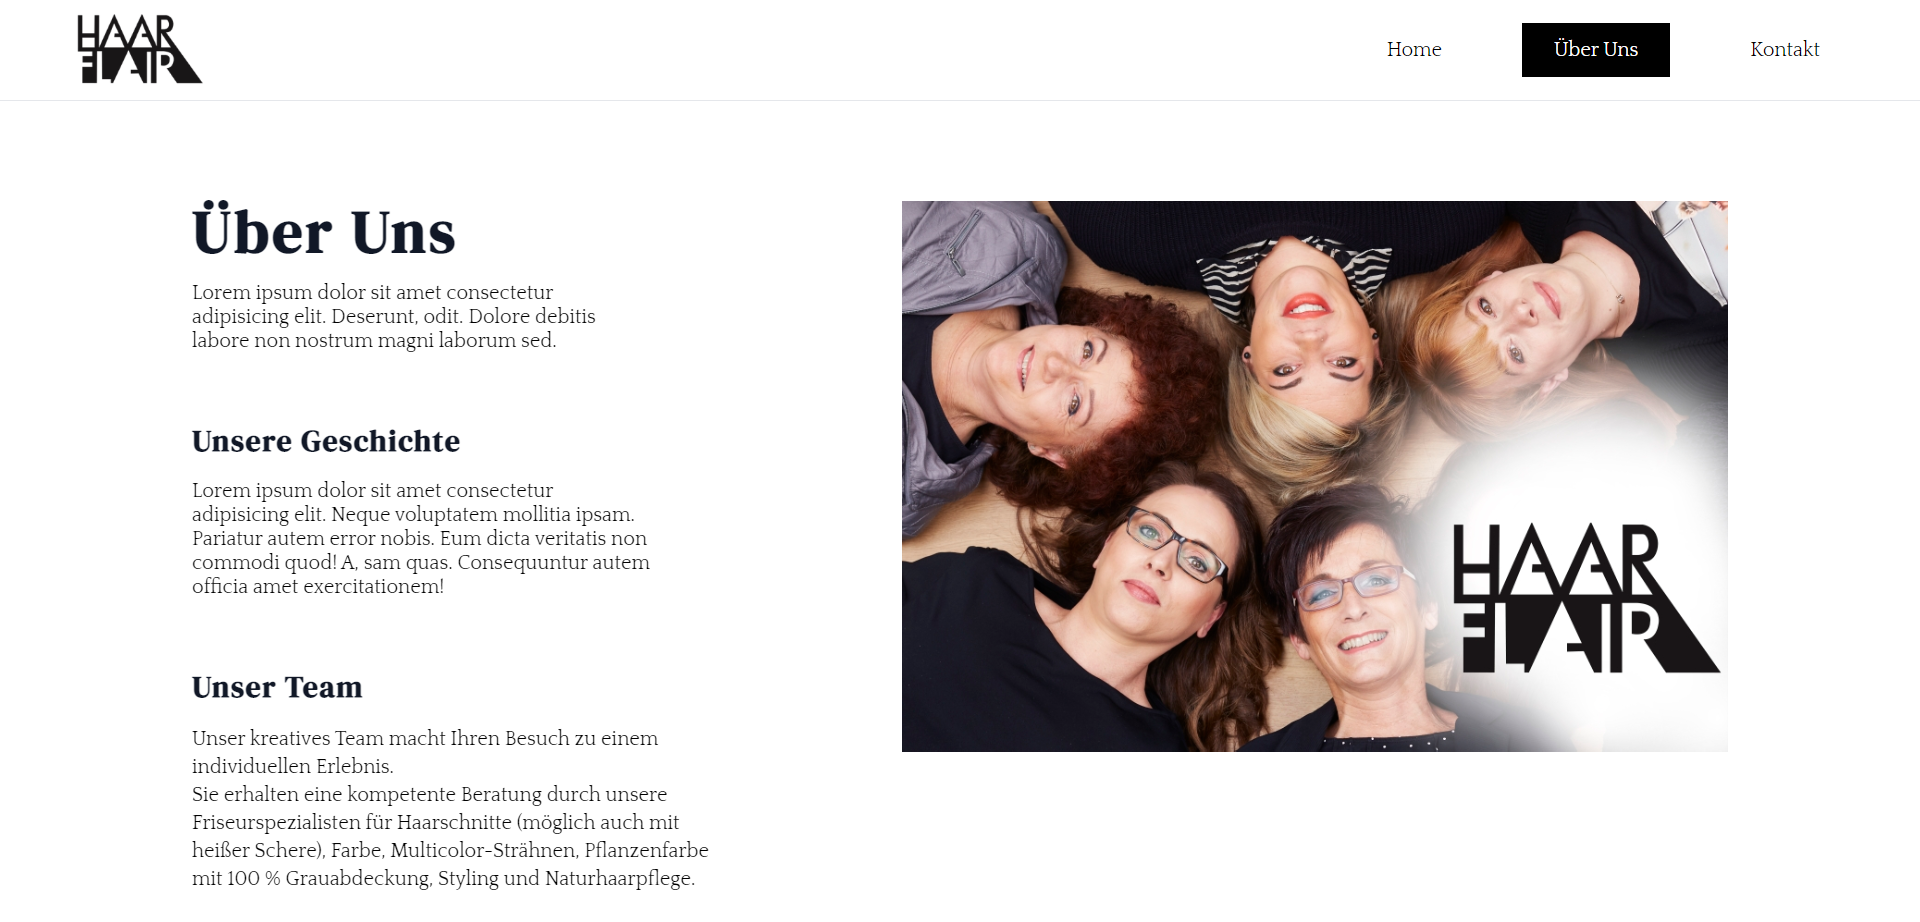 HAAR
FLAIR
Home
Über Uns
Kontakt
Über Uns
Lorem ipsum dolor sit amet consectetur
adipisicing elit. Deserunt, odit. Dolore debitis
labore non nostrum magni laborum sed.
Unsere Geschichte
Lorem ipsum dolor sit amet consectetur
adipisicing elit. Neque voluptatem mollitia ipsam.
Pariatur autem error nobis. Eum dicta veritatis non
commodi quod! A, sam quas. Consequuntur autem
officia amet exercitationem!
Unser Team
Unser kreatives Team macht Ihren Besuch zu einem
individuellen Erlebnis.
Sie erhalten eine kompetente Beratung durch unsere
Friseurspezialisten für Haarschnitte (möglich auch mit
heißer Schere), Farbe, Multicolor-Strähnen, Pflanzenfarbe
mit 100 % Grauabdeckung, Styling und Naturhaarpflege.
HAAR
FLAIR